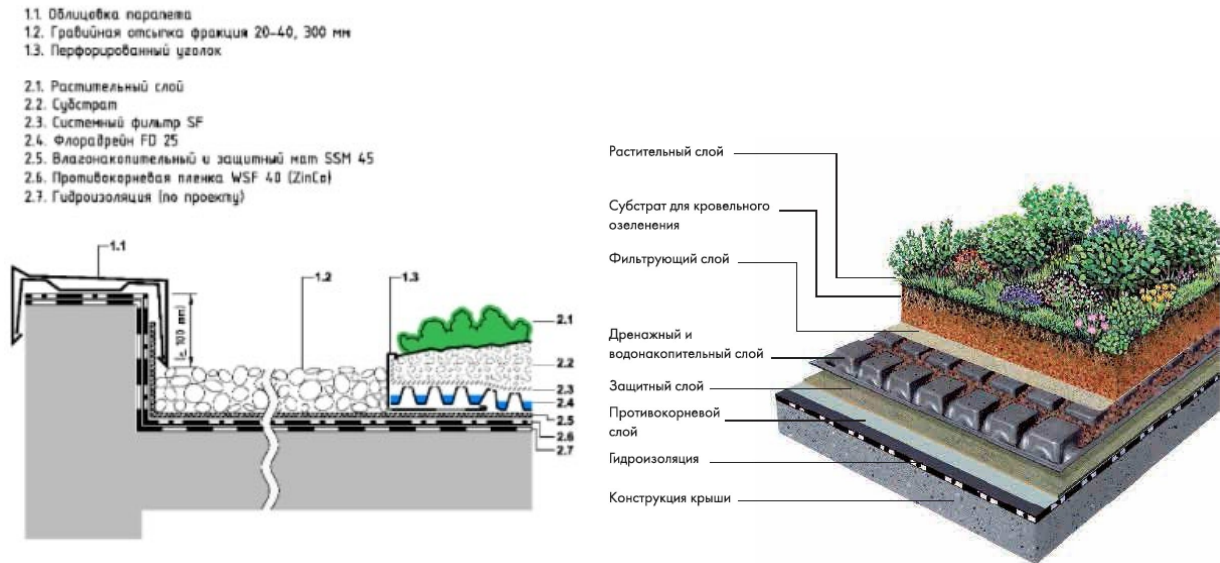 1.1. Облицовка парапета
1.2. Гравийная отсыпка фракция 20-40, 300 мм
1.3. Перфорированный уголок
2.1. Растительный слой
2.2. Субстрат
2.3. Системный фильтр SF
2.4. Флорадрейн FD 25
2.5. Влагонакопительный и защитный мат SSM 45
2.6. Противокорневая пленка WSF 40 (ZinCo)
2.7. Гидроизоляция (по проекту)
1.1
1.2
1.3
100 mm
2.1
2.2
2.3
2.4
2.5
2.6
2.7
Растительный слой
Субстрат для кровельного
озеленения
Фильтрующий слой
Дренажный и
водонакопительный слой
Защитный слой
Противокорневой
слой
Гидроизоляция
Конструкция крыши